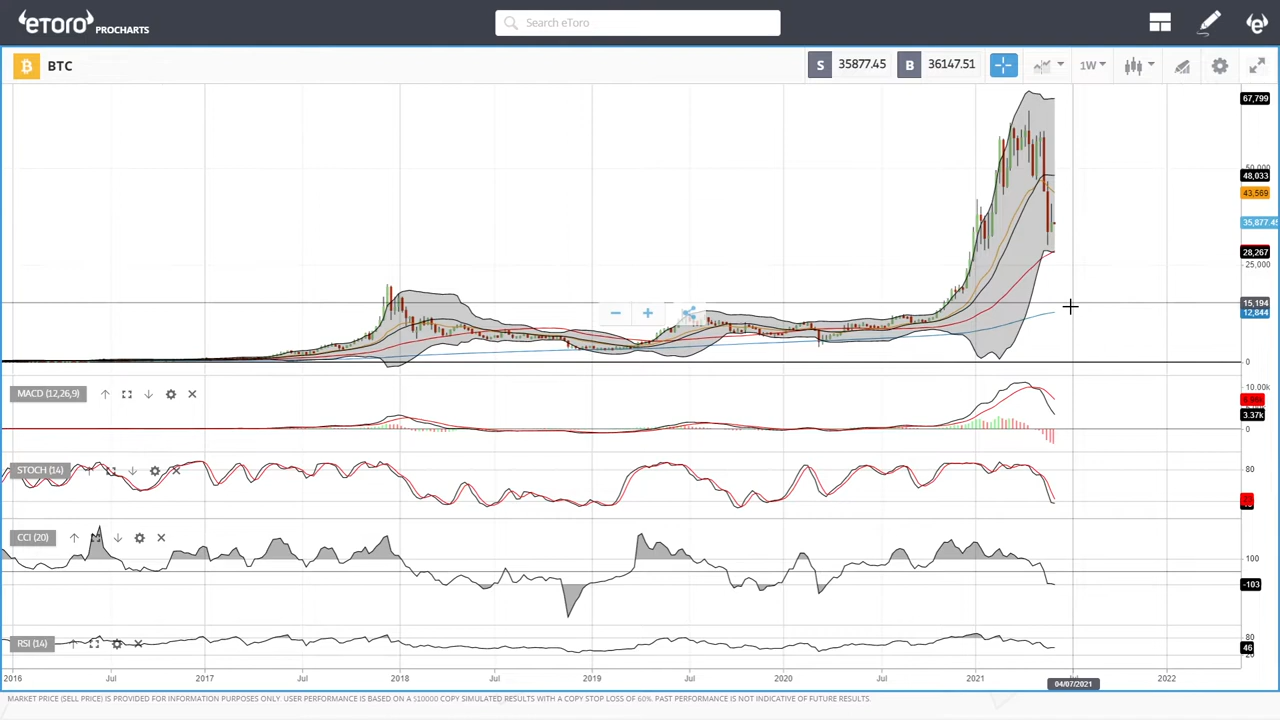 eToro PROCHARTS
Search eToro
BTC
S 35877.45 B 36147.51 1W
67,799
50,000
48,033
43,569
35,877.45
28,267
25,000
15,194
12,844
0
MACD (12,26,9)
10.00k
3.37k
0
STOCH (14)
80
CCI (20)
100
-103
RSI (14)
80
46
20
2016 Jul 2017 Jul 2018 Jul 2019 Jul 2020 Jul 2021 Jul 2022
04/07/2021
MARKET PRICE (SELL PRICE) IS PROVIDED FOR INFORMATION PURPOSES ONLY. USER PERFORMANCE IS BASED ON A $10000 COPY SIMULATED RESULTS WITH A COPY STOP LOSS OF 60%. PAST PERFORMANCE IS NOT INDICATIVE OF FUTURE RESULTS.